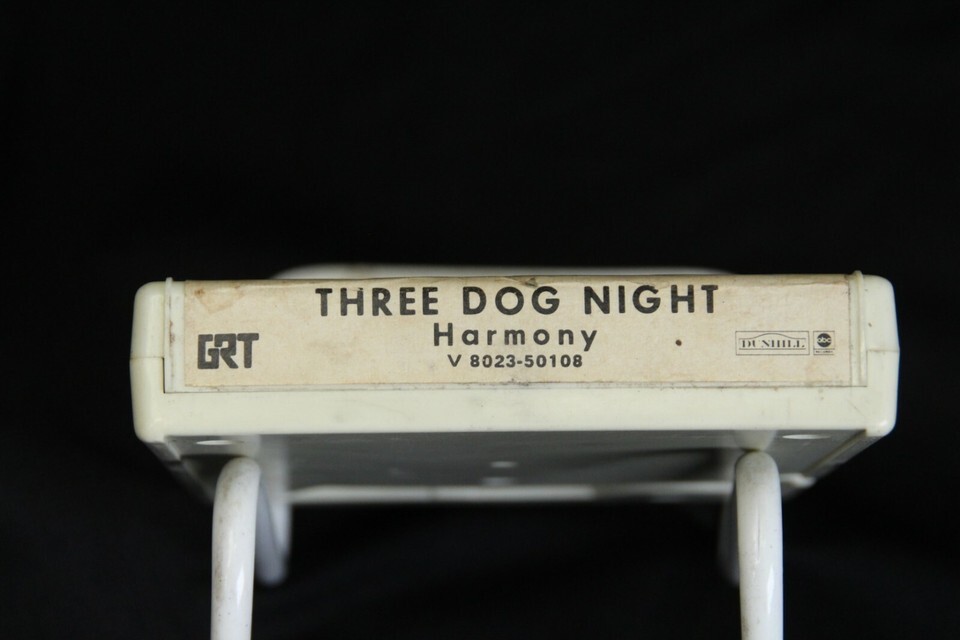 THREE DOG NIGHT
Harmony
V 8023-50108
GRT
DUNHILL
abc